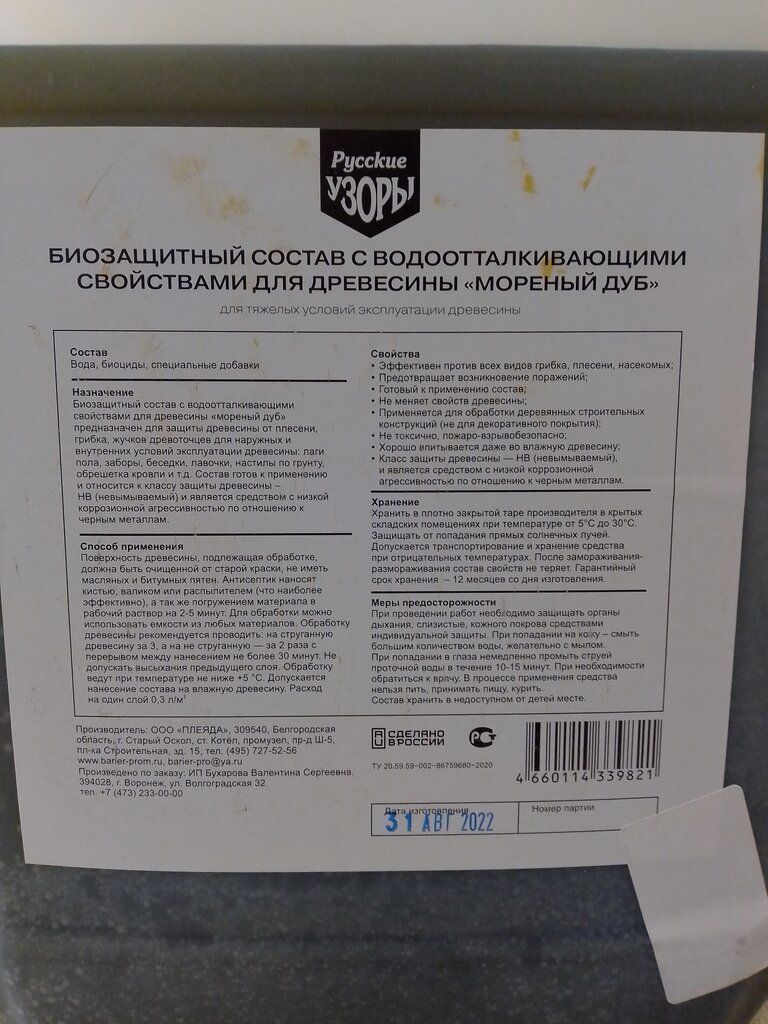 Русские
УЗОРЫ
БИОЗАЩИТНЫЙ СОСТАВ С ВОДООТТАЛКИВАЮЩИМИ
СВОЙСТВАМИ ДЛЯ ДРЕВЕСИНЫ «МОРЕНЫЙ ДУБ»
для тяжелых условий эксплуатации древесины
Состав
Вода, биоциды, специальные добавки
Назначение
Биозащитный состав с водоотталкивающими
свойствами для древесины «мореный дуб»
предназначен для защиты древесины от плесени,
грибка, жучков древоточцев для наружных и
внутренних условий эксплуатации древесины: лаги
пола, заборы, беседки, лавочки, настилы по грунту,
обрешетка кровли и т.д. Состав готов к применению
и относится к классу защиты древесины –
НВ (невымываемый) и является средством с низкой
коррозионной агрессивностью по отношению к
черным металлам.
Способ применения
Поверхность древесины, подлежащая обработке,
должна быть очищенной от старой краски, не иметь
масляных и битумных пятен. Антисептик наносят
кистью, валиком или распылителем (что наиболее
эффективно), а так же погружением материала в
рабочий раствор на 2-5 минут. Для обработки можно
использовать емкости из любых материалов. Обработку
древесины рекомендуется проводить: на струганную
древесину за 3, а на не струганную — за 2 раза с
перерывом между нанесением не более 30 минут. Не
допускать высыхания предыдущего слоя. Обработку
ведут при температуре не ниже +5 °С. Допускается
нанесение состава на влажную древесину. Расход
на один слой 0,3 л/м²
Свойства
• Эффективен против всех видов грибка, плесени, насекомых;
• Предотвращает возникновение поражений;
• Готовый к применению состав;
• Не меняет свойств древесины;
• Применяется для обработки деревянных строительных
конструкций (не для декоративного покрытия);
• Не токсично, пожаро-взрывобезопасно;
• Хорошо впитывается даже во влажную древесину;
• Класс защиты древесины — НВ (невымываемый),
и является средством с низкой коррозионной
агрессивностью по отношению к черным металлам.
Хранение
Хранить в плотно закрытой таре производителя в крытых
складских помещениях при температуре от 5°С до 30°С.
Защищать от попадания прямых солнечных лучей.
Допускается транспортирование и хранение средства
при отрицательных температурах. После замораживания-
размораживания состав свойств не теряет. Гарантийный
срок хранения – 12 месяцев со дня изготовления.
Меры предосторожности
При проведении работ необходимо защищать органы
дыхания, слизистые, кожного покрова средствами
индивидуальной защиты. При попадании на кожу – смыть
большим количеством воды, желательно с мылом.
При попадании в глаза немедленно промыть струей
проточной воды в течение 10-15 минут. При необходимости
обратиться к врачу. В процессе применения средства
нельзя пить, принимать пищу, курить.
Состав хранить в недоступном от детей месте.
Производитель: ООО «ПЛЕЯДА», 309540, Белгородская
область, г. Старый Оскол, ст. Котёл, промузел, пр-д Ш-5,
пл-ка Строительная, зд. 15, тел. (495) 727-52-56
www.barier-prom.ru, barier-pro@ya.ru
Произведено по заказу: ИП Бухарова Валентина Сергеевна.
394028, г. Воронеж, ул. Волгоградская 32
тел. +7 (473) 233-00-00
СДЕЛАНО
В РОССИИ
РСТ
ТУ 20.59.59-002-86759680-2020
4 660114 339821
Дата изготовления
31 АВГ 2022
Номер партии